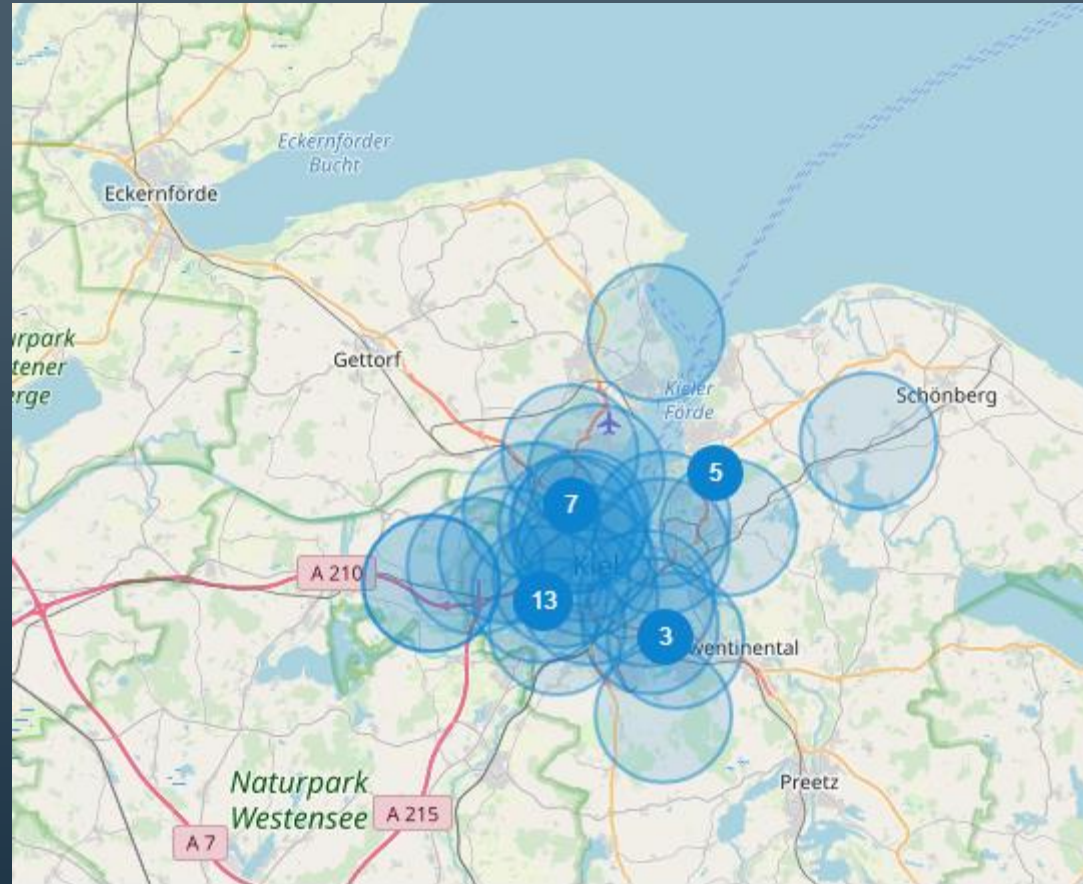 Eckernförder
Bucht
Eckernförde
urpark
tener
erge
Gettorf
Kieler
Förde
Schönberg
5
7
Kiel
A 210
13
3
wentinental
Naturpark
Westensee
A 215
Preetz
A 7